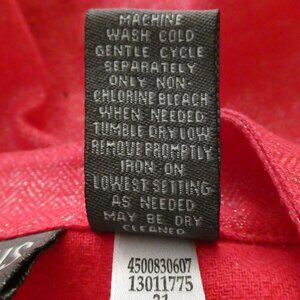 MACHINE
WASH COLD
GENTLE CYCLE
SEPARATELY
ONLY NON-
CHLORINE BLEACH
WHEN NEEDED
TUMBLE DRY LOW
REMOVE PROMPTLY
IRON ON
LOWEST SETTING
AS NEEDED
MAY BE DRY
CLEANED
4500830607
13011775